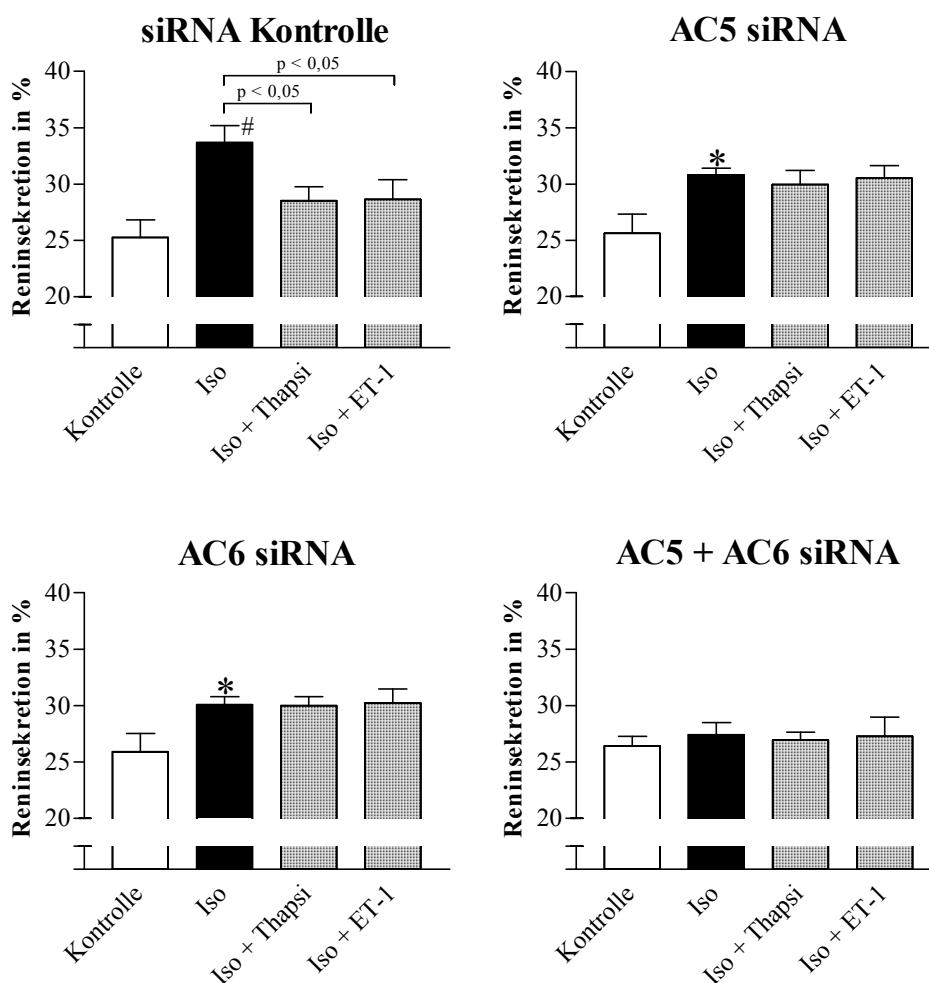 siRNA Kontrolle
Reninsekretion in %
40
35
30
25
20
p < 0,05
p < 0,05
#
Kontrolle
Iso
Iso + Thapsi
Iso + ET-1
AC5 siRNA
Reninsekretion in %
40
35
30
25
20
*
Kontrolle
Iso
Iso + Thapsi
Iso + ET-1
AC6 siRNA
Reninsekretion in %
40
35
30
25
20
*
Kontrolle
Iso
Iso + Thapsi
Iso + ET-1
AC5 + AC6 siRNA
Reninsekretion in %
40
35
30
25
20
Kontrolle
Iso
Iso + Thapsi
Iso + ET-1